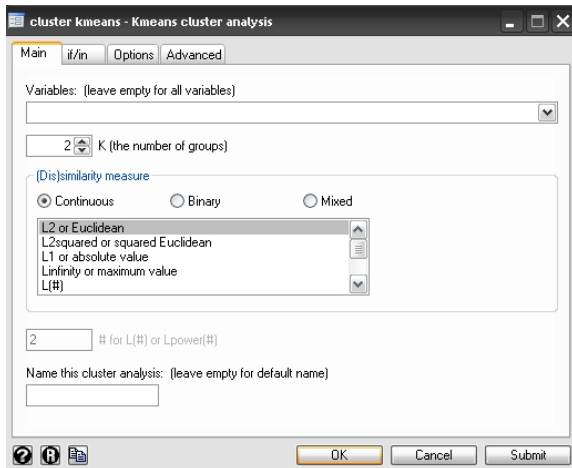 cluster kmeans - Kmeans cluster analysis
Main if/in Options Advanced
Variables: (leave empty for all variables)
2 K (the number of groups)
(Dis)similarity measure
Continuous Binary Mixed
L2 or Euclidean
L2squared or squared Euclidean
L1 or absolute value
Linfinity or maximum value
L(#)
2 # for L(#) or Lpower(#)
Name this cluster analysis: (leave empty for default name)
? R OK Cancel Submit